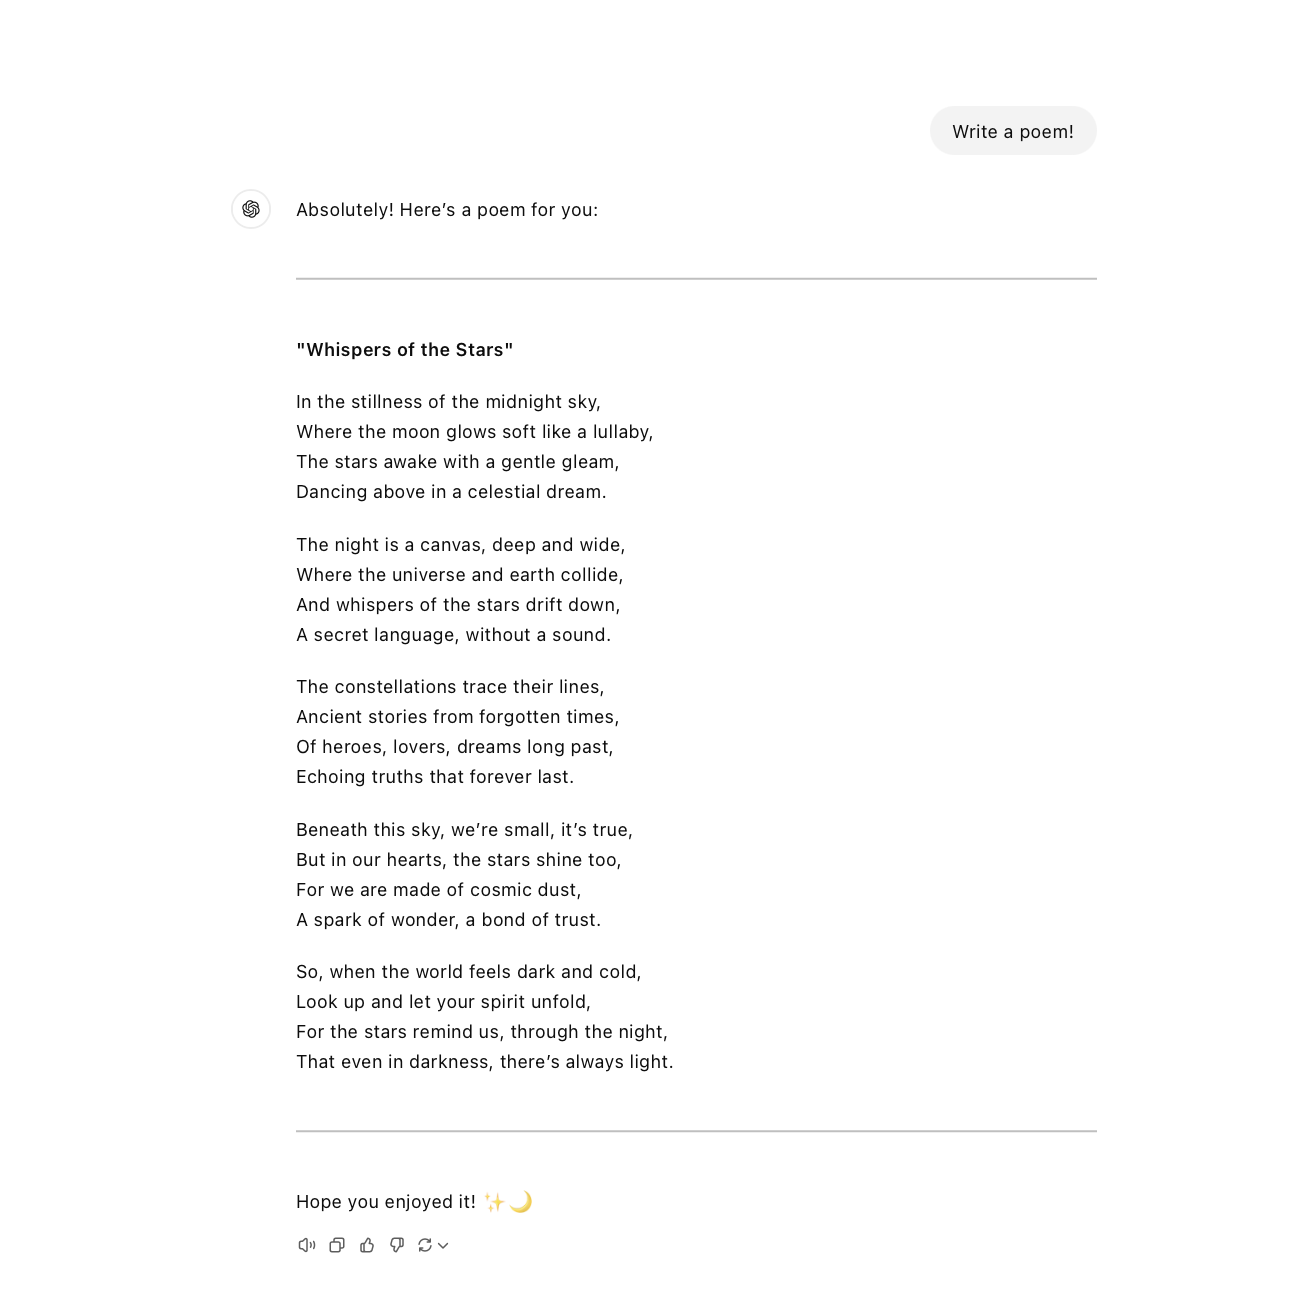 Write a poem!
Absolutely! Here’s a poem for you:
"Whispers of the Stars"
In the stillness of the midnight sky,
Where the moon glows soft like a lullaby,
The stars awake with a gentle gleam,
Dancing above in a celestial dream.
The night is a canvas, deep and wide,
Where the universe and earth collide,
And whispers of the stars drift down,
A secret language, without a sound.
The constellations trace their lines,
Ancient stories from forgotten times,
Of heroes, lovers, dreams long past,
Echoing truths that forever last.
Beneath this sky, we’re small, it’s true,
But in our hearts, the stars shine too,
For we are made of cosmic dust,
A spark of wonder, a bond of trust.
So, when the world feels dark and cold,
Look up and let your spirit unfold,
For the stars remind us, through the night,
That even in darkness, there’s always light.
Hope you enjoyed it! ✨🌙